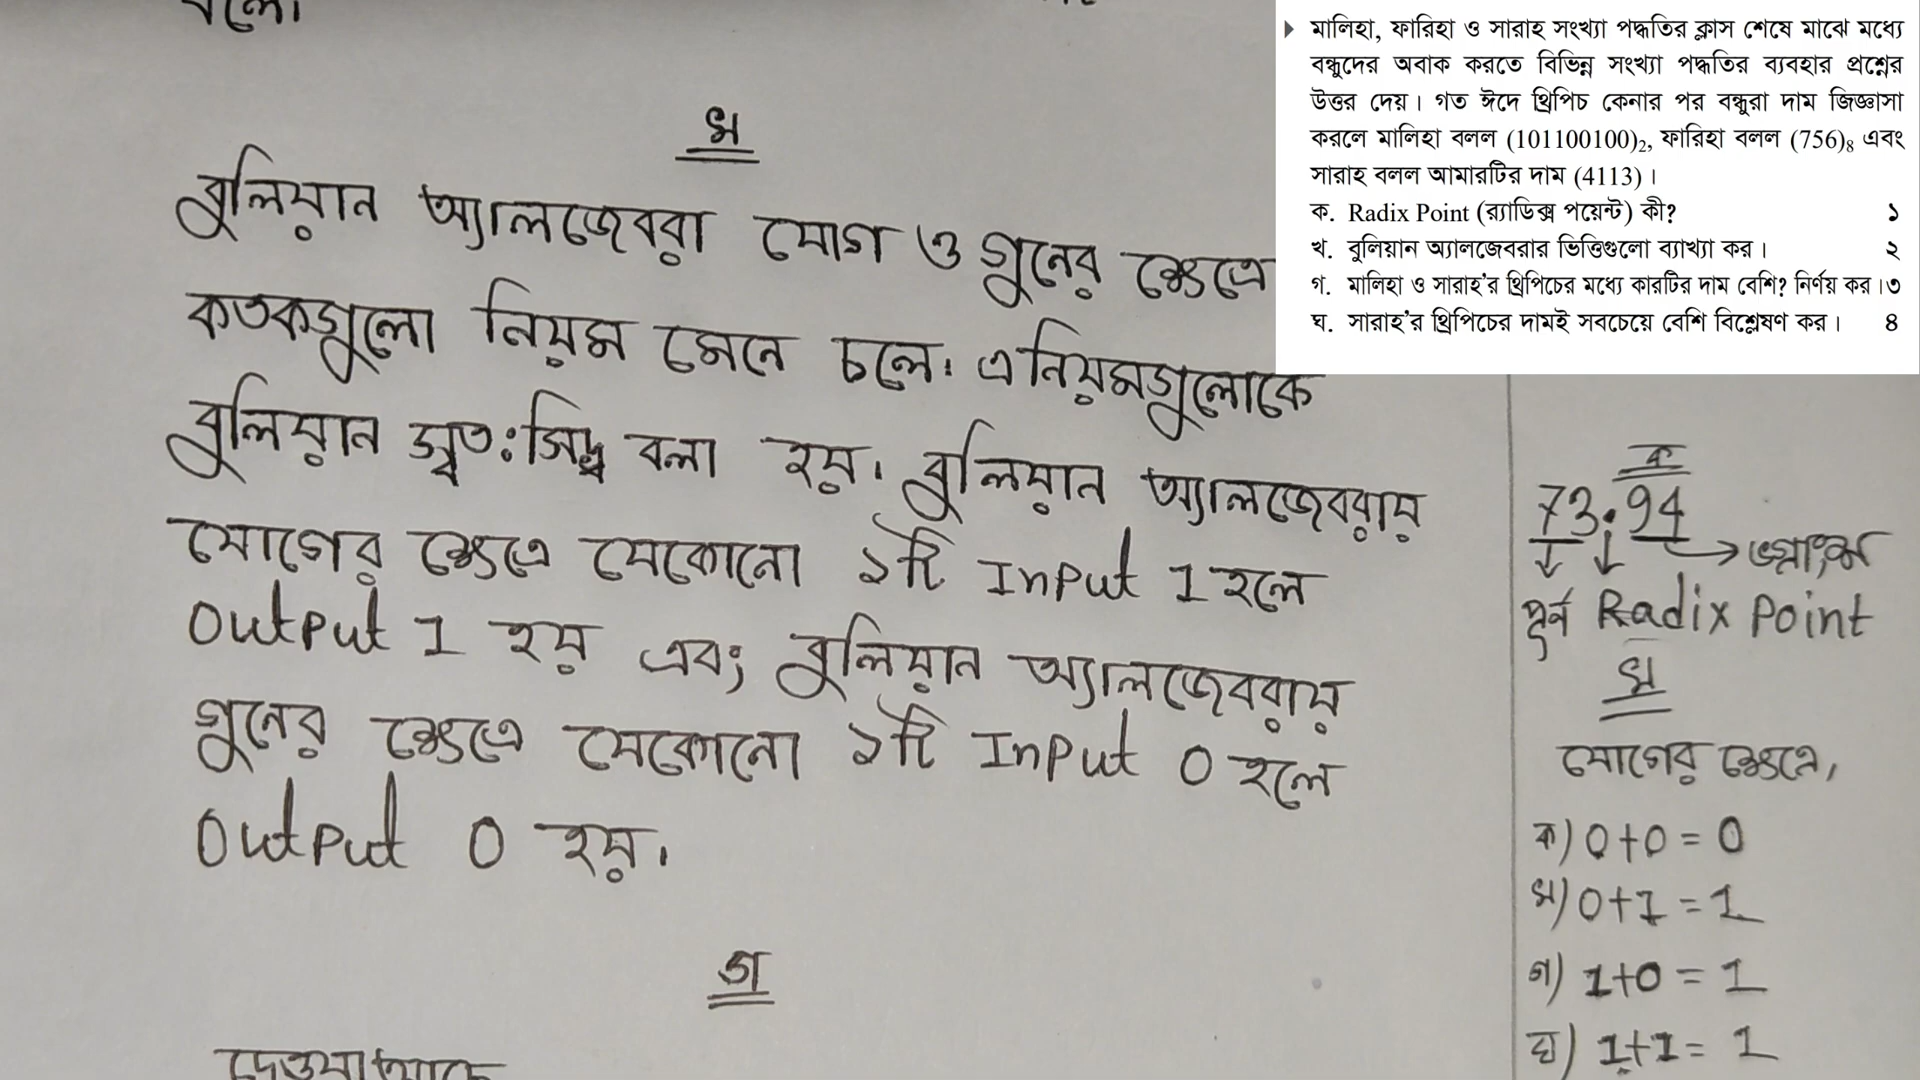 বলে।
খ
বুলিয়ান অ্যালজেবরা যোগ ও গুনের ক্ষেত্রে
কতকগুলো নিয়ম মেনে চলে। এ নিয়মগুলোকে
বুলিয়ান স্বত:সিদ্ধ বলা হয়। বুলিয়ান অ্যালজেবরায়
যোগের ক্ষেত্রে যেকোনো ১টি Input 1 হলে
Output 1 হয় এবং বুলিয়ান অ্যালজেবরায়
গুনের ক্ষেত্রে যেকোনো ১টি Input 0 হলে
Output 0 হয়।
গ
দেওয়া আছে
মালিহা, ফারিহা ও সারাহ সংখ্যা পদ্ধতির ক্লাস শেষে মাঝে মধ্যে
বন্ধুদের অবাক করতে বিভিন্ন সংখ্যা পদ্ধতির ব্যবহার প্রশ্নের
উত্তর দেয়। গত ঈদে থ্রিপিচ কেনার পর বন্ধুরা দাম জিজ্ঞাসা
করলে মালিহা বলল (101100100)₂, ফারিহা বলল (756)₈ এবং
সারাহ বলল আমারটির দাম (4113)।
ক. Radix Point (র‍্যাডিক্স পয়েন্ট) কী? ১
খ. বুলিয়ান অ্যালজেবরার ভিত্তিগুলো ব্যাখ্যা কর। ২
গ. মালিহা ও সারাহ'র থ্রিপিচের মধ্যে কারটির দাম বেশি? নির্ণয় কর। ৩
ঘ. সারাহ'র থ্রিপিচের দামই সবচেয়ে বেশি বিশ্লেষণ কর। ৪
ক
73.94
→ ভগ্নাংশ
পূর্ন Radix Point
খ
যোগের ক্ষেত্রে,
ক) 0+0 = 0
খ) 0+1 = 1
গ) 1+0 = 1
ঘ) 1+1 = 1